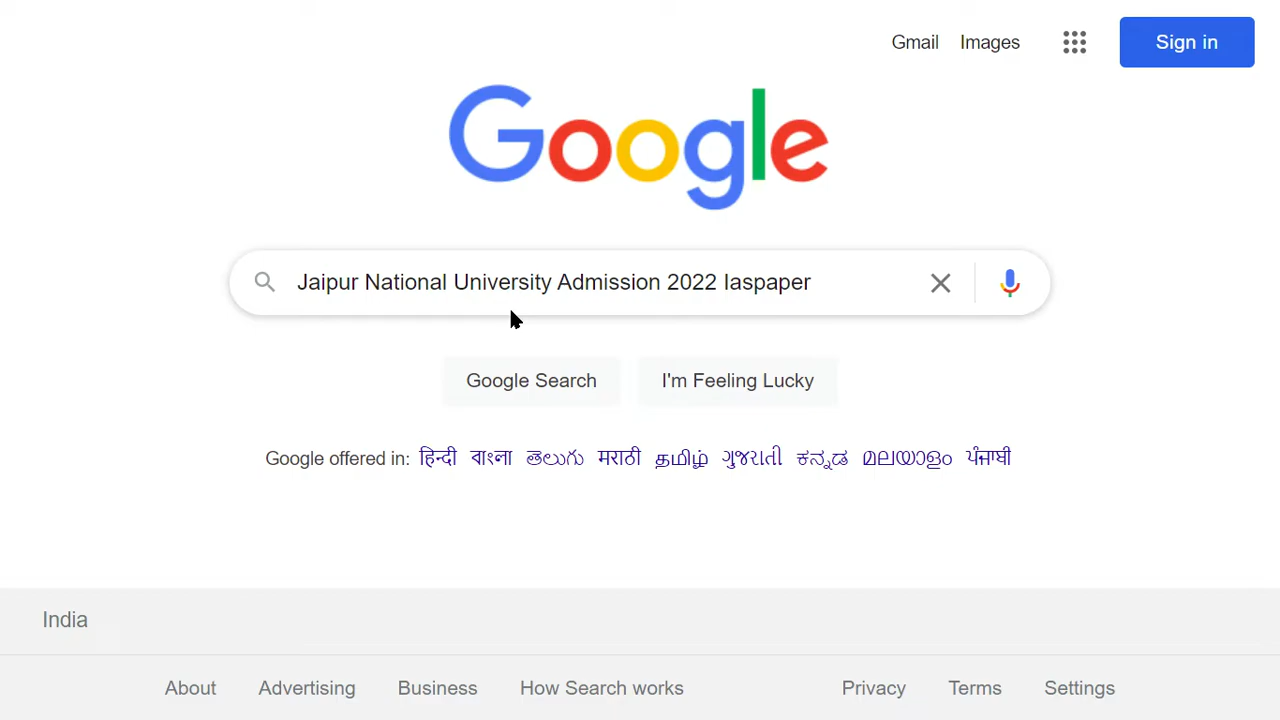 Gmail Images Sign in
Google
Jaipur National University Admission 2022 Iaspaper
Google Search I'm Feeling Lucky
Google offered in: हिन्दी বাংলা తెలుగు मराठी தமிழ் ગુજરાતી ಕನ್ನಡ മലയാളം ਪੰਜਾਬੀ
India
About Advertising Business How Search works Privacy Terms Settings